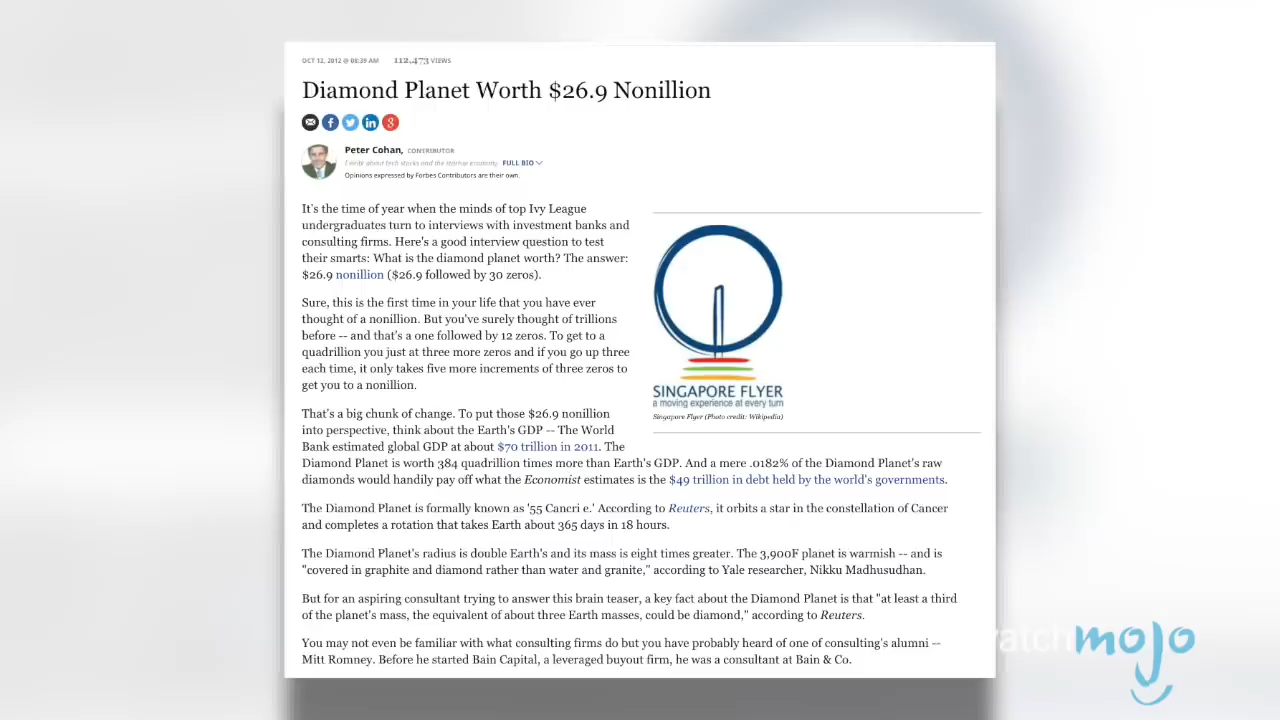 OCT 12, 2012 @ 08:39 AM 112,473 VIEWS
Diamond Planet Worth $26.9 Nonillion
Peter Cohan, CONTRIBUTOR
I write about tech stocks and the startup economy. FULL BIO
Opinions expressed by Forbes Contributors are their own.
It's the time of year when the minds of top Ivy League
undergraduates turn to interviews with investment banks and
consulting firms. Here's a good interview question to test
their smarts: What is the diamond planet worth? The answer:
$26.9 nonillion ($26.9 followed by 30 zeros).
Sure, this is the first time in your life that you have ever
thought of a nonillion. But you've surely thought of trillions
before -- and that's a one followed by 12 zeros. To get to a
quadrillion you just at three more zeros and if you go up three
each time, it only takes five more increments of three zeros to
get you to a nonillion.
SINGAPORE FLYER
a moving experience at every turn
Singapore Flyer (Photo credit: Wikipedia)
That's a big chunk of change. To put those $26.9 nonillion
into perspective, think about the Earth's GDP -- The World
Bank estimated global GDP at about $70 trillion in 2011. The
Diamond Planet is worth 384 quadrillion times more than Earth's GDP. And a mere .0182% of the Diamond Planet's raw
diamonds would handily pay off what the Economist estimates is the $49 trillion in debt held by the world's governments.
The Diamond Planet is formally known as '55 Cancri e.' According to Reuters, it orbits a star in the constellation of Cancer
and completes a rotation that takes Earth about 365 days in 18 hours.
The Diamond Planet's radius is double Earth's and its mass is eight times greater. The 3,900F planet is warmish -- and is
"covered in graphite and diamond rather than water and granite," according to Yale researcher, Nikku Madhusudhan.
But for an aspiring consultant trying to answer this brain teaser, a key fact about the Diamond Planet is that "at least a third
of the planet's mass, the equivalent of about three Earth masses, could be diamond," according to Reuters.
You may not even be familiar with what consulting firms do but you have probably heard of one of consulting's alumni --
Mitt Romney. Before he started Bain Capital, a leveraged buyout firm, he was a consultant at Bain & Co.
watchmojo